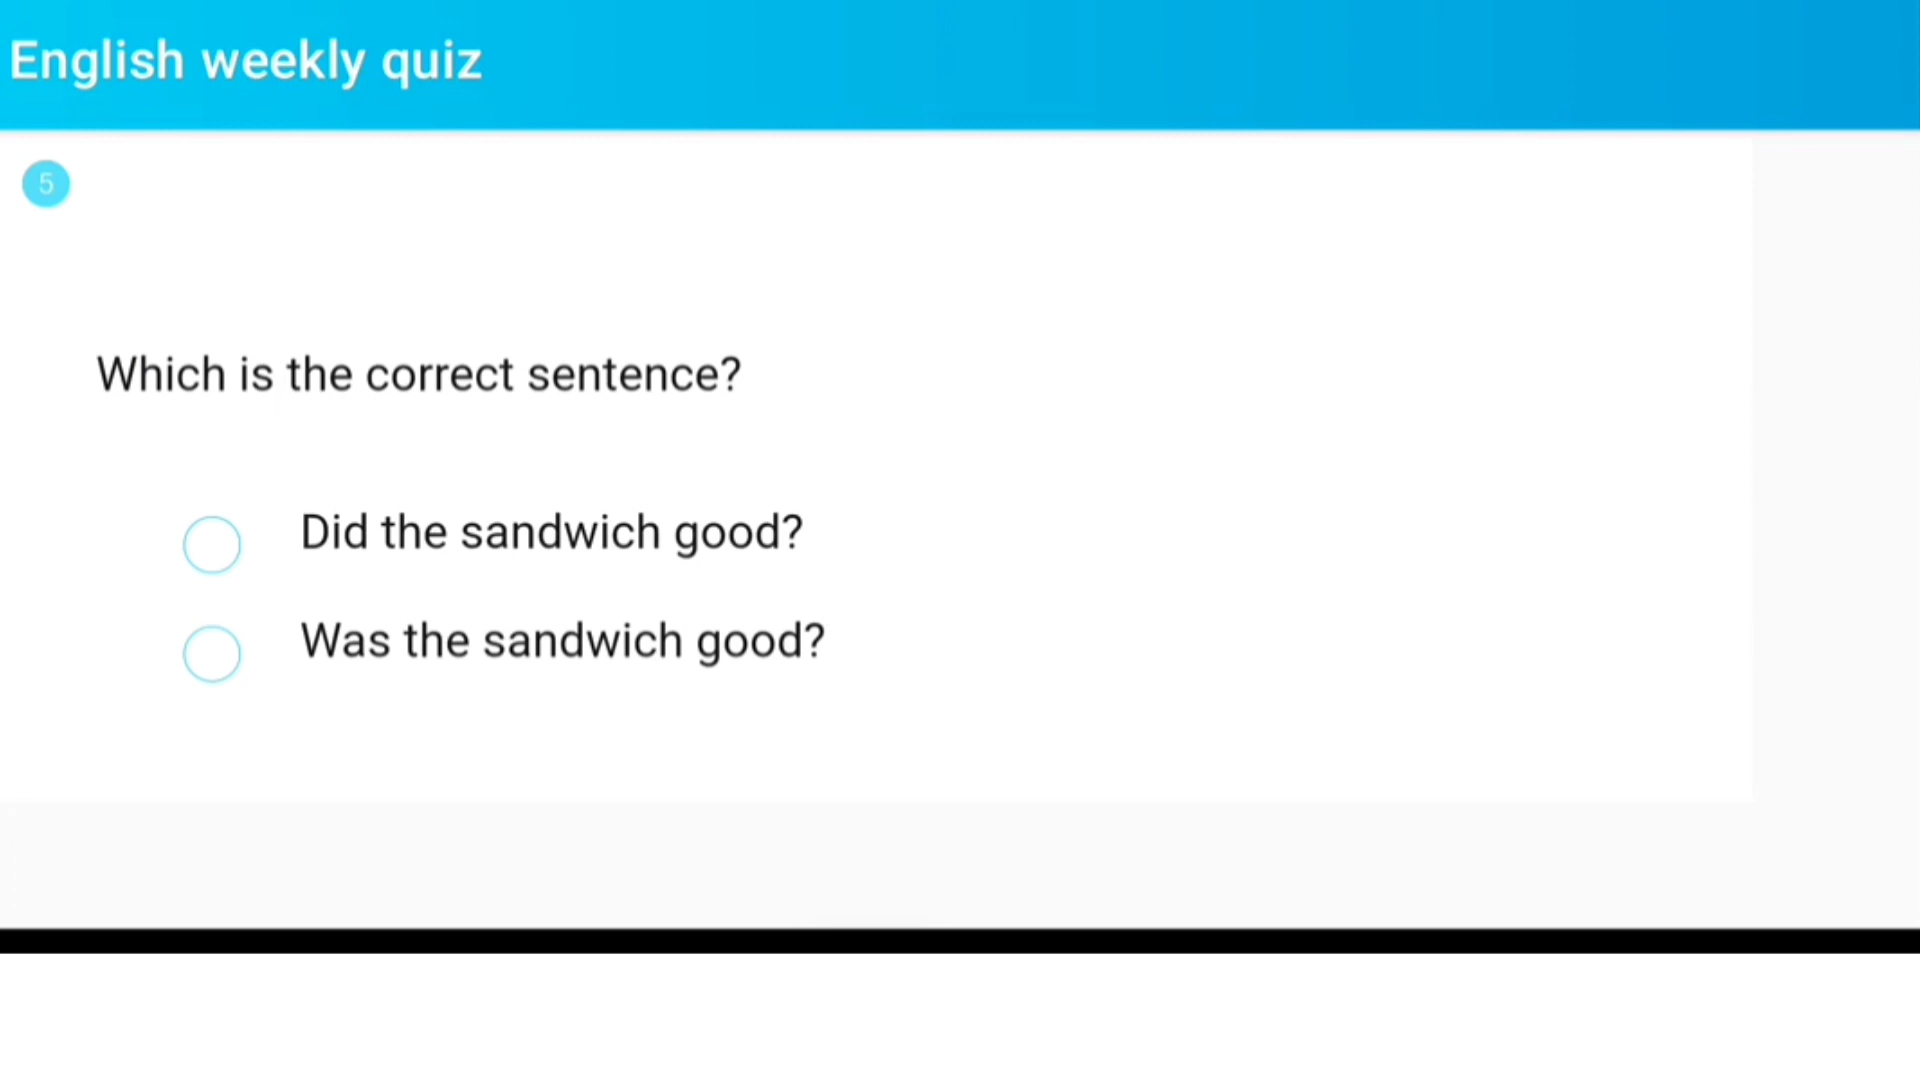 English weekly quiz
5
Which is the correct sentence?
Did the sandwich good?
Was the sandwich good?